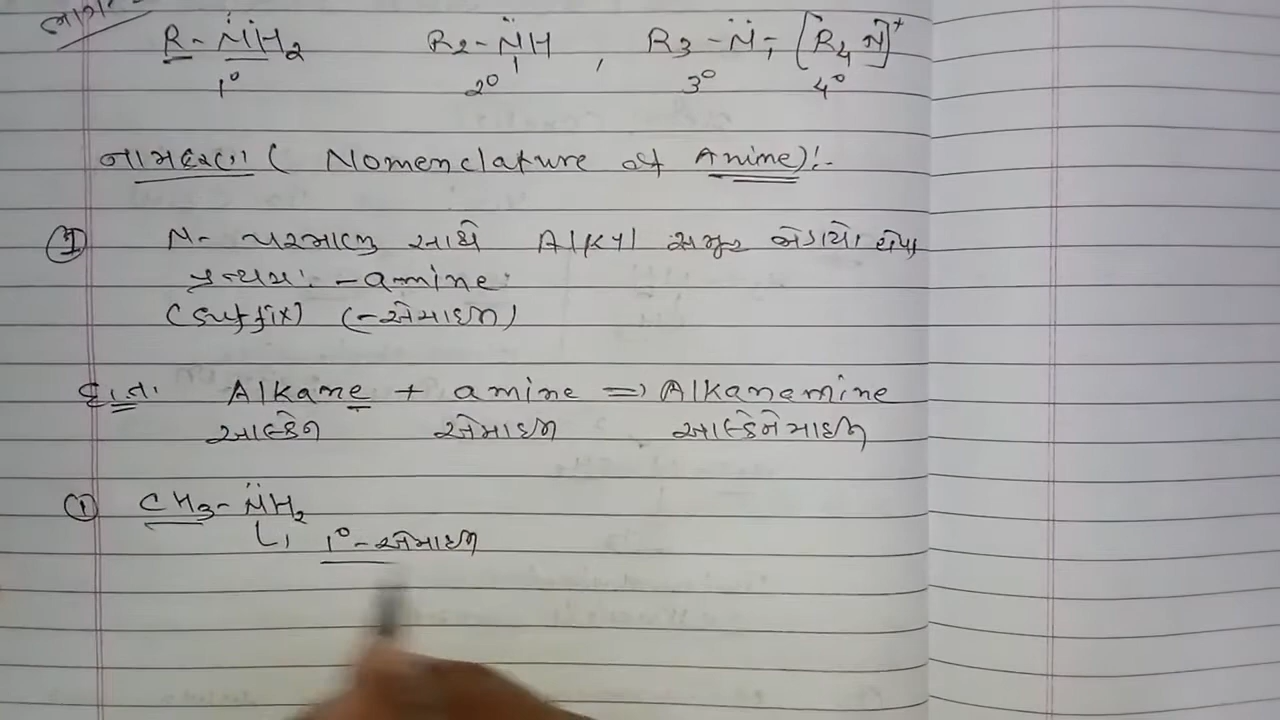 R-N̈H2 R2-N̈H , R3-N̈- , [R4 N]+
1° 2° 3° 4°
નામકરણ ( Nomenclature of Amine):-
① N- પરમાણુ સાથે Alkyl સમૂહ જોડાયેલો હોય
પ્રત્યય: -amine
(suffix) (-એમાઇન)
દા.ત. Alkane + amine => Alkanamine
આલ્કેન એમાઇન આલ્કેનેમાઇન
① CH3-N̈H2
1°-એમાઇન